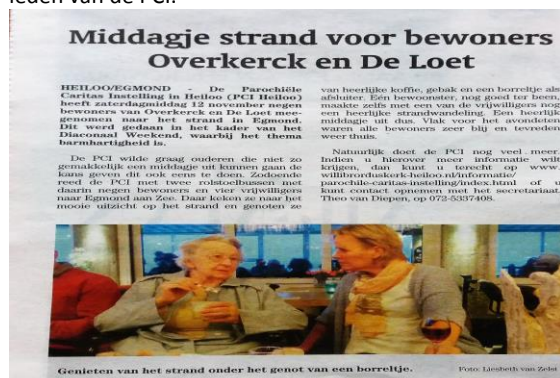 leden van de PCI.
Middagje strand voor bewoners
Overkerck en De Loet
HEILOO/EGMOND - De Parochiële
Caritas Instelling in Heiloo (PCI Heiloo)
heeft zaterdagmiddag 12 november negen
bewoners van Overkerck en De Loet mee-
genomen naar het strand in Egmond.
Dit werd gedaan in het kader van het
Diaconaal Weekend, waarbij het thema
barmhartigheid is.
De PCI wilde graag ouderen die niet zo
gemakkelijk een middagje uit kunnen gaan de
kans geven dit ook eens te doen. Zodoende
reed de PCI met twee rolstoelbussen met
daarin negen bewoners en vier vrijwilligers
naar Egmond aan Zee. Daar keken ze naar het
mooie uitzicht op het strand en genoten ze
van heerlijke koffie, gebak en een borreltje als
afsluiter. Eén bewoonster, nog goed ter been,
maakte zelfs met een van de vrijwilligers nog
een heerlijke strandwandeling. Een heerlijk
middagje uit dus. Vlak voor het avondeten
waren alle bewoners zeer blij en tevreden
weer thuis.
Natuurlijk doet de PCI nog veel meer.
Indien u hierover meer informatie wil
krijgen, dan kunt u terecht op www.
willibrorduskerk-heiloo.nl/informatie/
parochile-caritas-instelling/index.html of u
kunt contact opnemen met het secretariaat,
Theo van Diepen, op 072-5337408.
Genieten van het strand onder het genot van een borreltje.
Foto: Liesbeth van Zelst